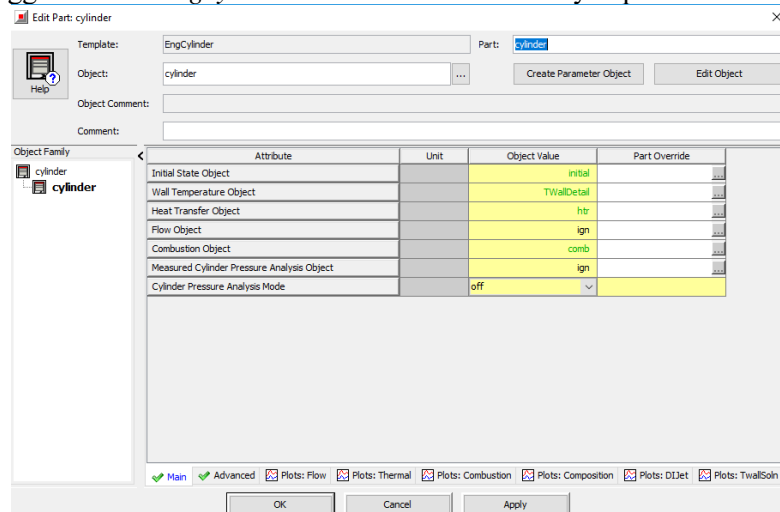 Edit Part: cylinder
Template: EngCylinder Part: cylinder
Object: cylinder ... Create Parameter Object Edit Object
Help
Object Comment:
Comment:
Object Family
Attribute Unit Object Value Part Override
cylinder
cylinder
Initial State Object initial ...
Wall Temperature Object TWallDetail ...
Heat Transfer Object htr ...
Flow Object ign ...
Combustion Object comb ...
Measured Cylinder Pressure Analysis Object ign ...
Cylinder Pressure Analysis Mode off
Main Advanced Plots: Flow Plots: Thermal Plots: Combustion Plots: Composition Plots: DIJet Plots: TwallSoln
OK Cancel Apply